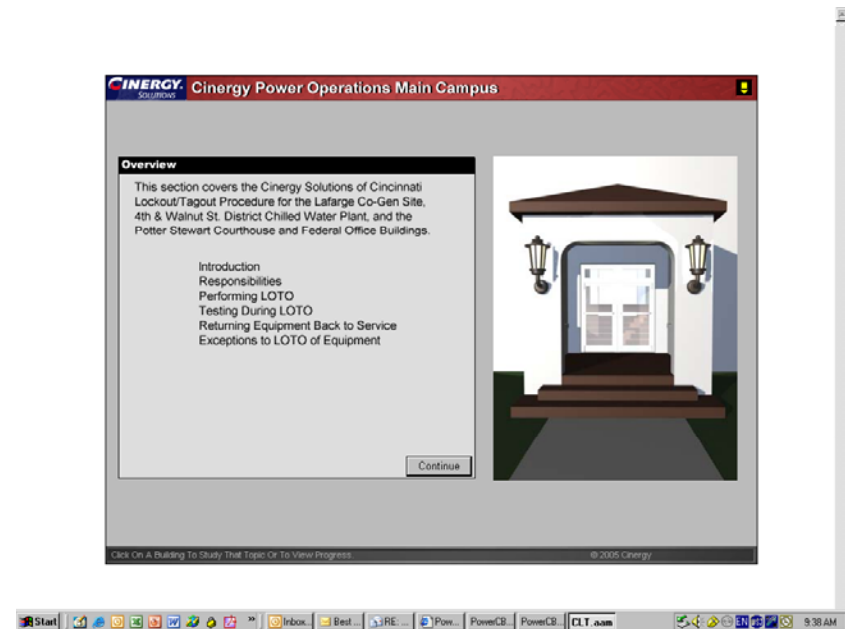 CINERGY.
SOLUTIONS
Cinergy Power Operations Main Campus
Overview
This section covers the Cinergy Solutions of Cincinnati
Lockout/Tagout Procedure for the Lafarge Co-Gen Site,
4th & Walnut St. District Chilled Water Plant, and the
Potter Stewart Courthouse and Federal Office Buildings.
Introduction
Responsibilities
Performing LOTO
Testing During LOTO
Returning Equipment Back to Service
Exceptions to LOTO of Equipment
Continue
Click On A Building To Study That Topic Or To View Progress.
© 2005 Cinergy
Start
Inbox...
Best ...
RE: ...
Pow...
PowerCB...
PowerCB...
CLT.aam
EN
9:38 AM